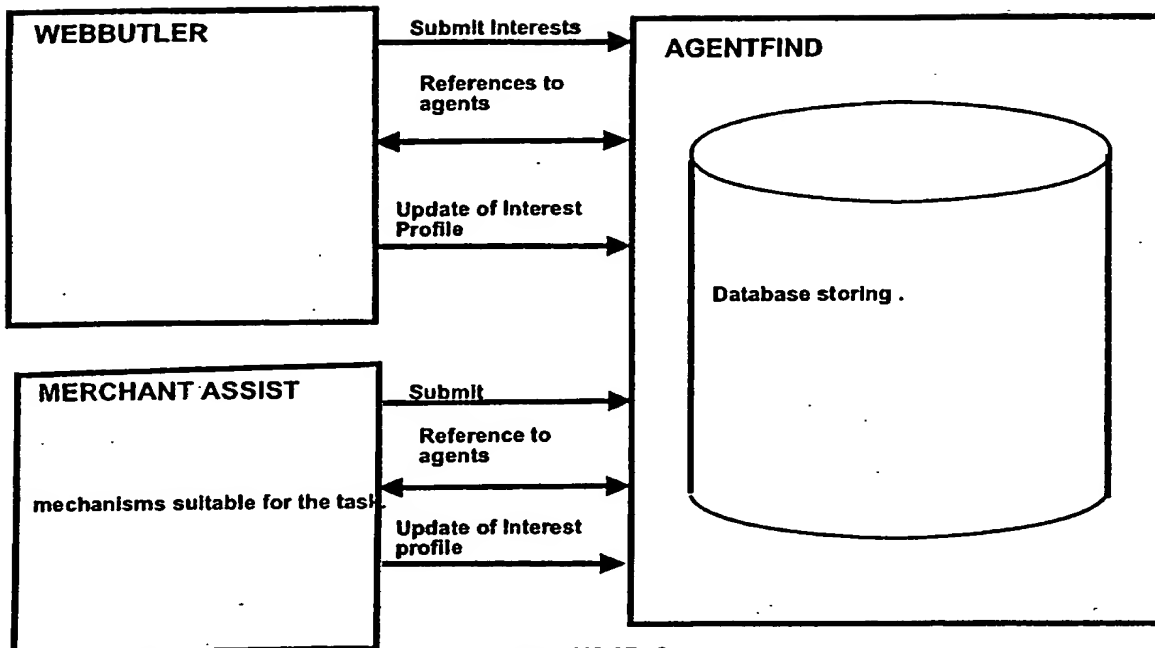 WEBBUTLER
Submit Interests
References to
agents
Update of Interest
Profile
AGENTFIND
Database storing .
MERCHANT ASSIST
mechanisms suitable for the task.
Submit
Reference to
agents
Update of Interest
profile